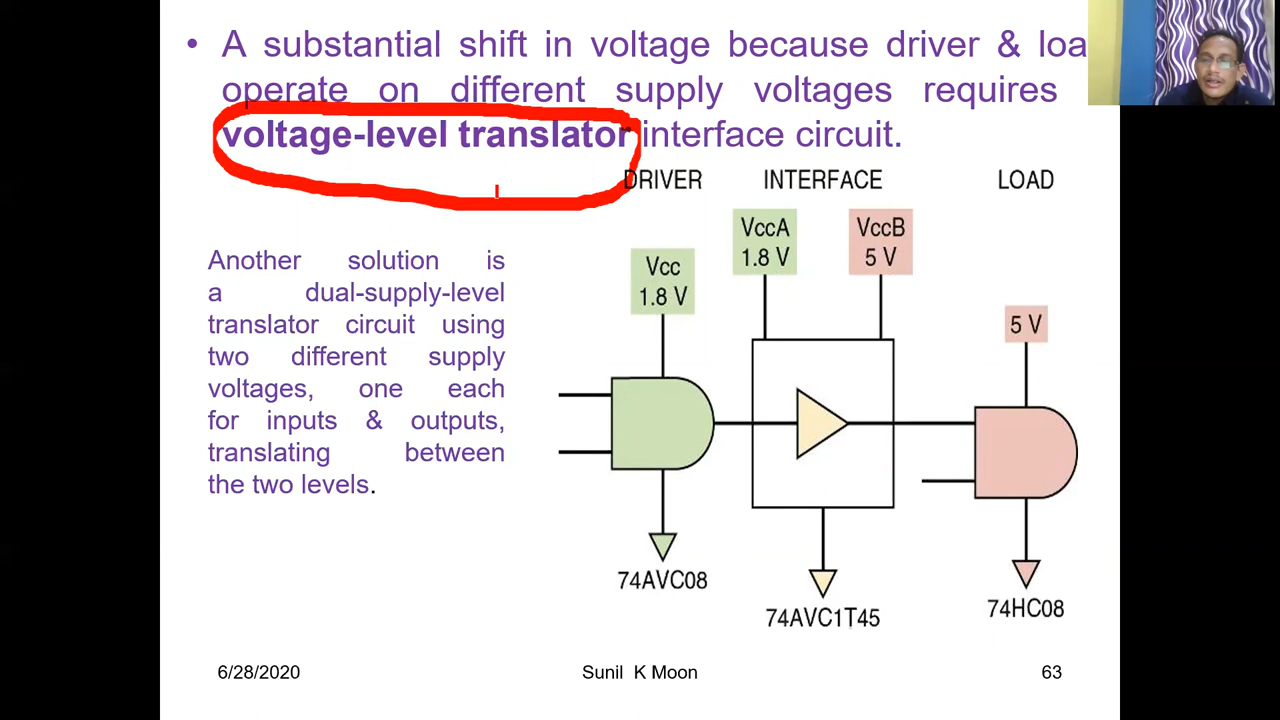 • A substantial shift in voltage because driver & loa
operate on different supply voltages requires
voltage-level translator interface circuit.
DRIVER INTERFACE LOAD
VccA
1.8 V
VccB
5 V
Vcc
1.8 V
5 V
Another solution is
a dual-supply-level
translator circuit using
two different supply
voltages, one each
for inputs & outputs,
translating between
the two levels.
74AVC08
74AVC1T45
74HC08
6/28/2020 Sunil K Moon 63